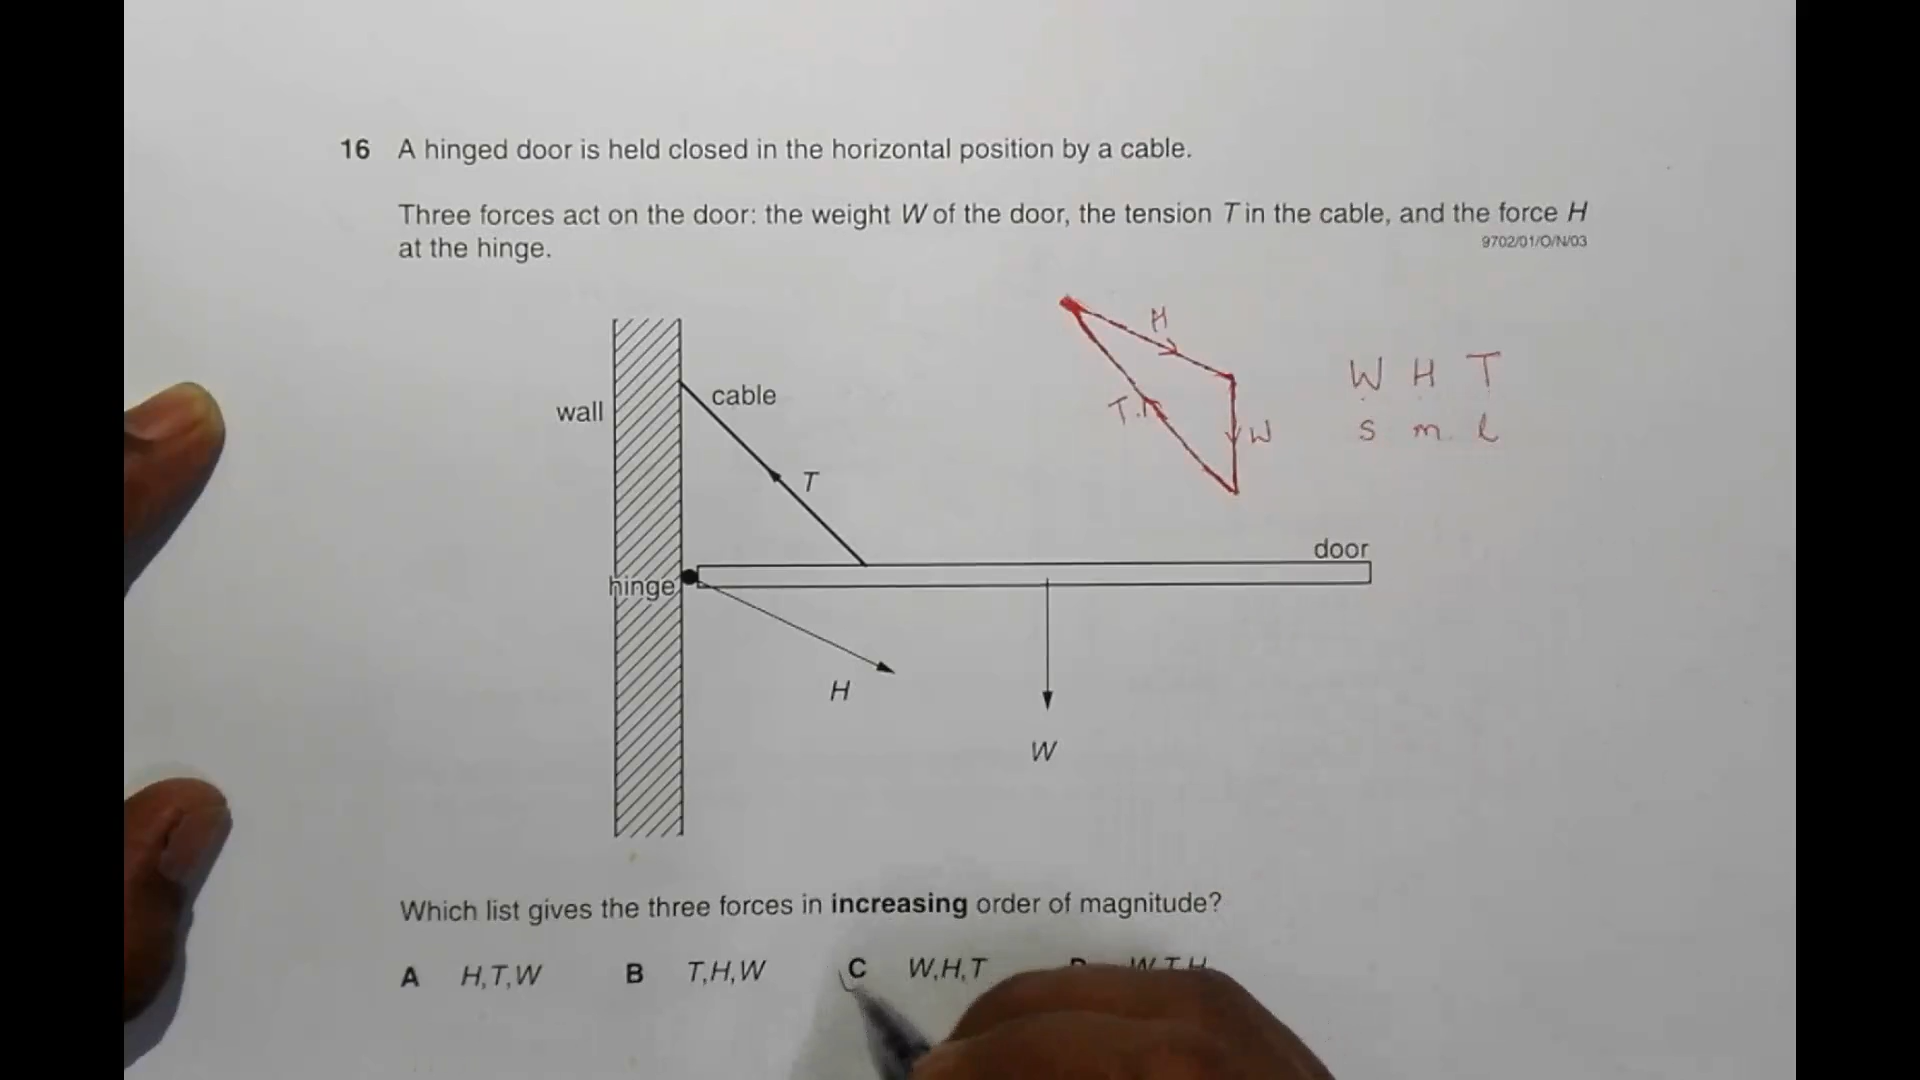 16 A hinged door is held closed in the horizontal position by a cable.
Three forces act on the door: the weight W of the door, the tension T in the cable, and the force H
at the hinge.
9702/01/O/N/03
H
T
W
W H T
s m l
cable
wall
T
door
hinge
H
W
Which list gives the three forces in increasing order of magnitude?
A H,T,W B T,H,W C W,H,T D W,T,H